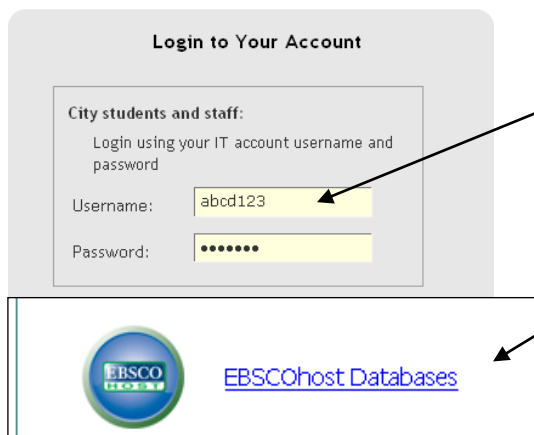 Login to Your Account
City students and staff:
Login using your IT account username and
password
Username: abcd123
Password: •••••••
EBSCO
HOST
EBSCOhost Databases